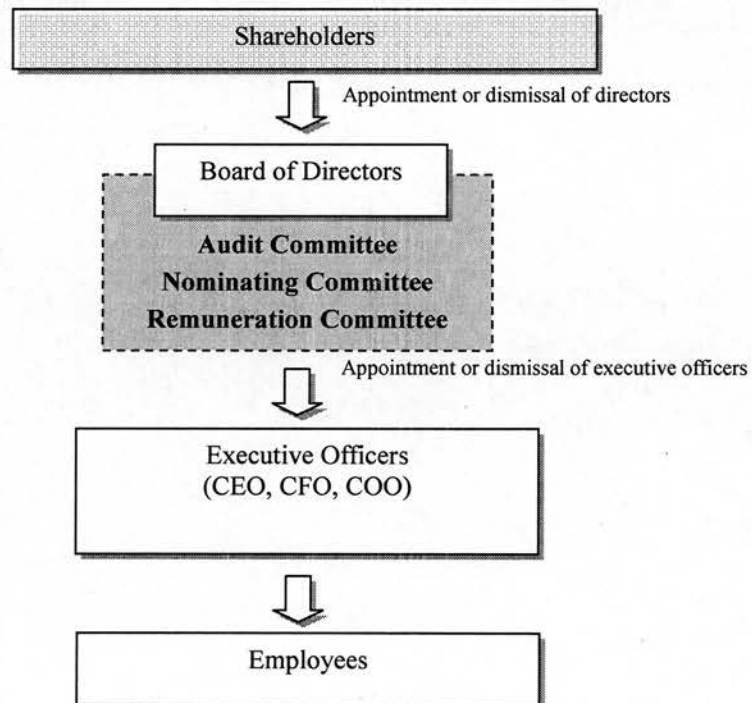 Shareholders
Appointment or dismissal of directors
Board of Directors
Audit Committee
Nominating Committee
Remuneration Committee
Appointment or dismissal of executive officers
Executive Officers
(CEO, CFO, COO)
Employees